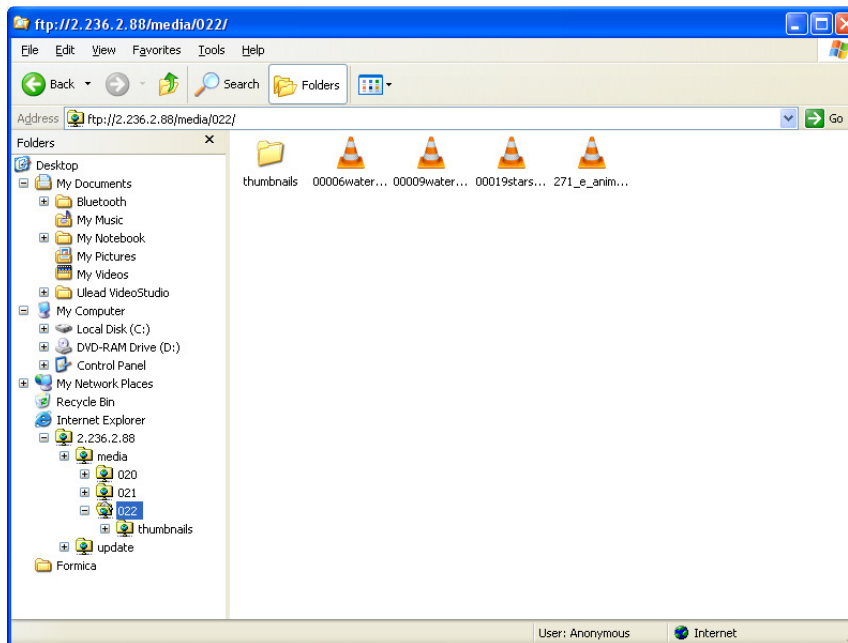 ftp://2.236.2.88/media/022/
File Edit View Favorites Tools Help
Back Search Folders
Address ftp://2.236.2.88/media/022/ Go
Folders
Desktop
My Documents
Bluetooth
My Music
My Notebook
My Pictures
My Videos
Ulead VideoStudio
My Computer
Local Disk (C:)
DVD-RAM Drive (D:)
Control Panel
My Network Places
Recycle Bin
Internet Explorer
2.236.2.88
media
020
021
022
thumbnails
update
Formica
thumbnails 00006water... 00009water... 00019stars... 271_e_anim...
User: Anonymous Internet